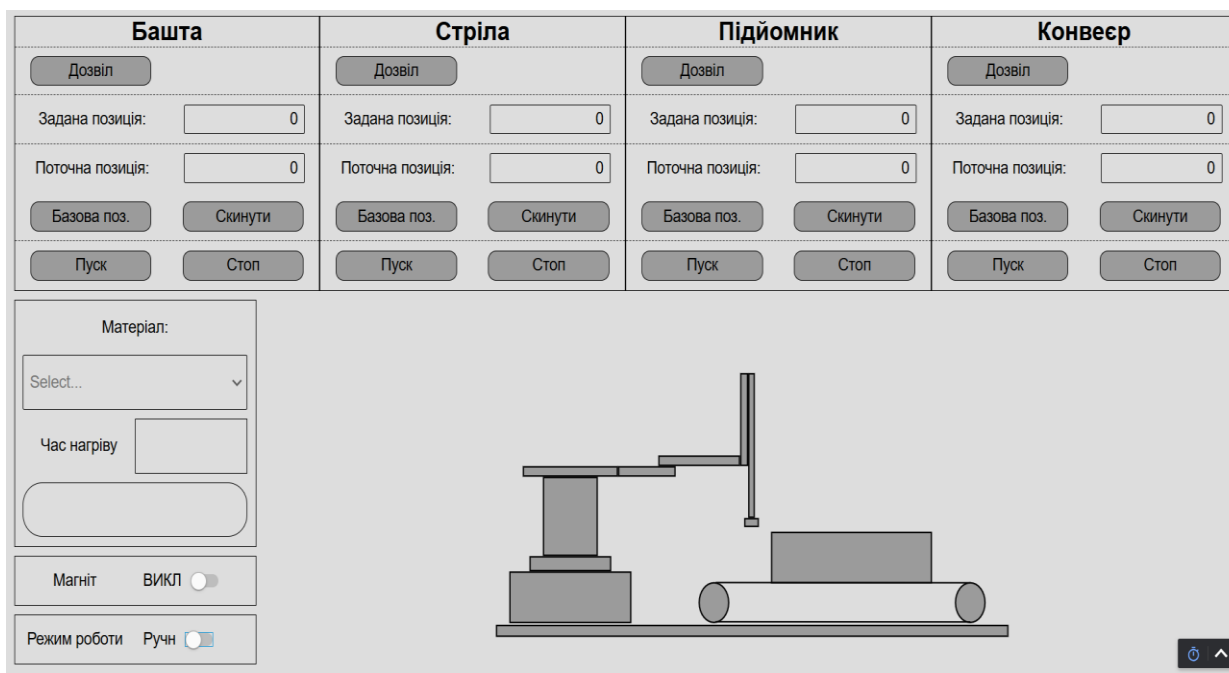 Башта Стріла Підйомник Конвеєр
Дозвіл Дозвіл Дозвіл Дозвіл
Задана позиція: 0 Задана позиція: 0 Задана позиція: 0 Задана позиція: 0
Поточна позиція: 0 Поточна позиція: 0 Поточна позиція: 0 Поточна позиція: 0
Базова поз. Скинути Базова поз. Скинути Базова поз. Скинути Базова поз. Скинути
Пуск Стоп Пуск Стоп Пуск Стоп Пуск Стоп
Матеріал:
Select...
Час нагріву
Магніт ВИКЛ
Режим роботи Ручн